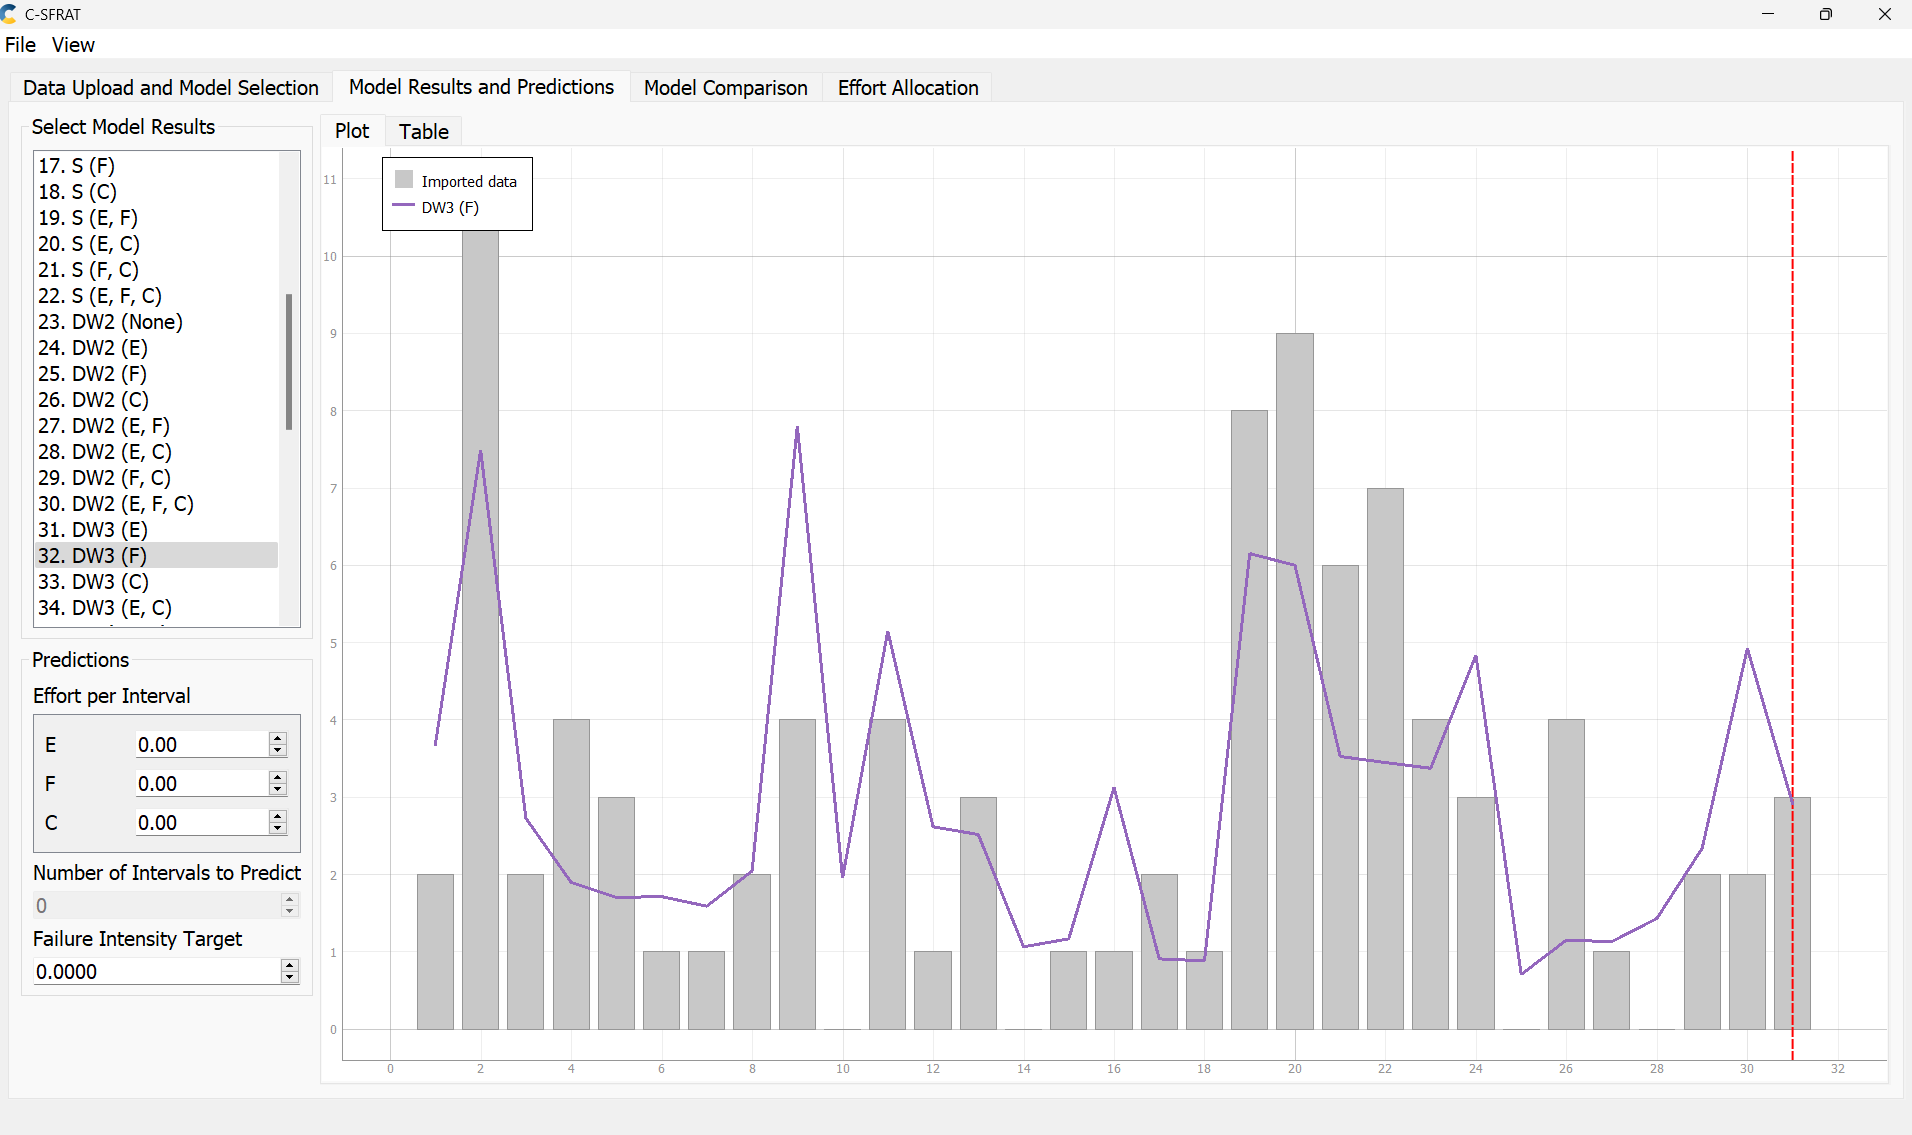 C-SFRAT
File View
Data Upload and Model Selection Model Results and Predictions Model Comparison Effort Allocation
Select Model Results
17. S (F)
18. S (C)
19. S (E, F)
20. S (E, C)
21. S (F, C)
22. S (E, F, C)
23. DW2 (None)
24. DW2 (E)
25. DW2 (F)
26. DW2 (C)
27. DW2 (E, F)
28. DW2 (E, C)
29. DW2 (F, C)
30. DW2 (E, F, C)
31. DW3 (E)
32. DW3 (F)
33. DW3 (C)
34. DW3 (E, C)
Predictions
Effort per Interval
E 0.00
F 0.00
C 0.00
Number of Intervals to Predict
0
Failure Intensity Target
0.0000
Plot Table
Imported data
DW3 (F)
11
10
9
8
7
6
5
4
3
2
1
0
0 2 4 6 8 10 12 14 16 18 20 22 24 26 28 30 32